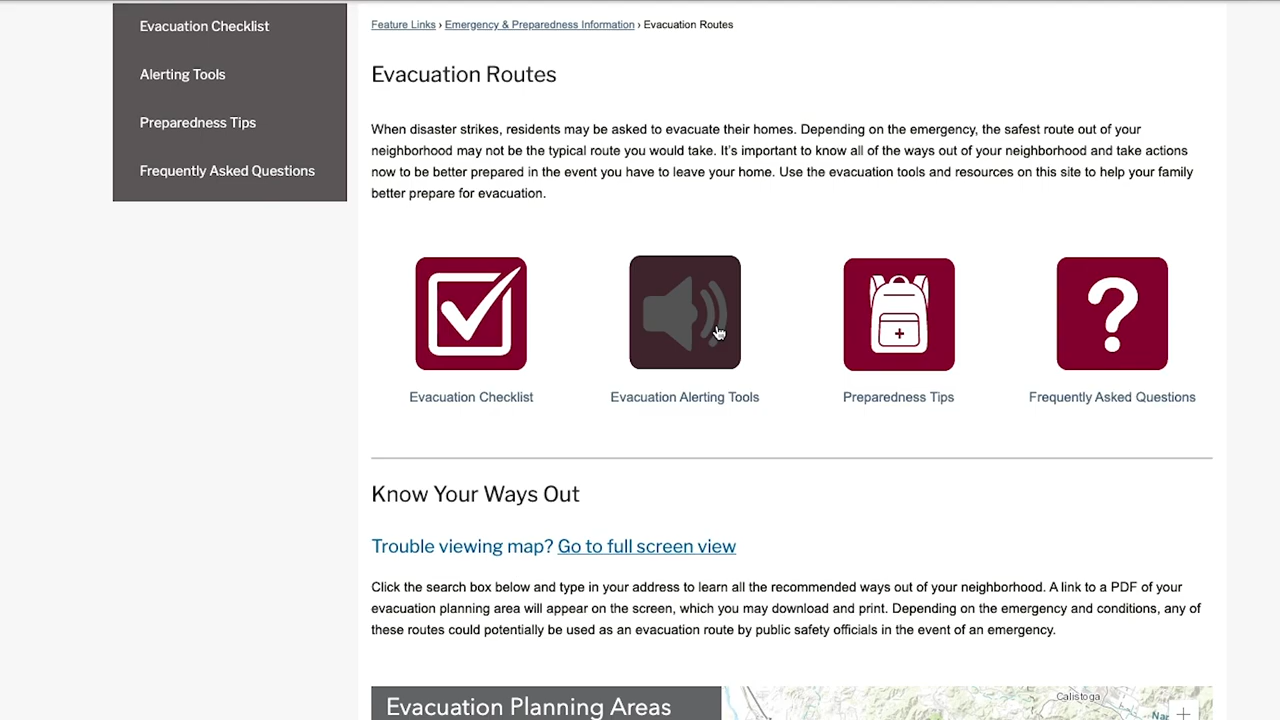 Evacuation Checklist
Alerting Tools
Preparedness Tips
Frequently Asked Questions
Feature Links › Emergency & Preparedness Information › Evacuation Routes
Evacuation Routes
When disaster strikes, residents may be asked to evacuate their homes. Depending on the emergency, the safest route out of your
neighborhood may not be the typical route you would take. It's important to know all of the ways out of your neighborhood and take actions
now to be better prepared in the event you have to leave your home. Use the evacuation tools and resources on this site to help your family
better prepare for evacuation.
Evacuation Checklist
Evacuation Alerting Tools
Preparedness Tips
Frequently Asked Questions
Know Your Ways Out
Trouble viewing map? Go to full screen view
Click the search box below and type in your address to learn all the recommended ways out of your neighborhood. A link to a PDF of your
evacuation planning area will appear on the screen, which you may download and print. Depending on the emergency and conditions, any of
these routes could potentially be used as an evacuation route by public safety officials in the event of an emergency.
Evacuation Planning Areas
Calistoga